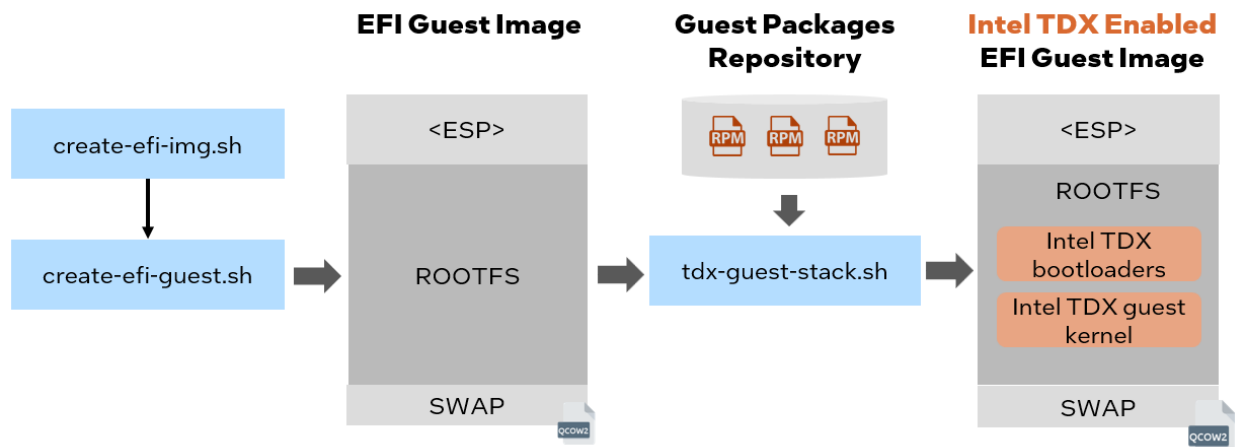 EFI Guest Image
Guest Packages
Repository
Intel TDX Enabled
EFI Guest Image
create-efi-img.sh
create-efi-guest.sh
<ESP>
ROOTFS
SWAP
QCOW2
RPM
RPM
RPM
tdx-guest-stack.sh
<ESP>
ROOTFS
Intel TDX
bootloaders
Intel TDX guest
kernel
SWAP
QCOW2